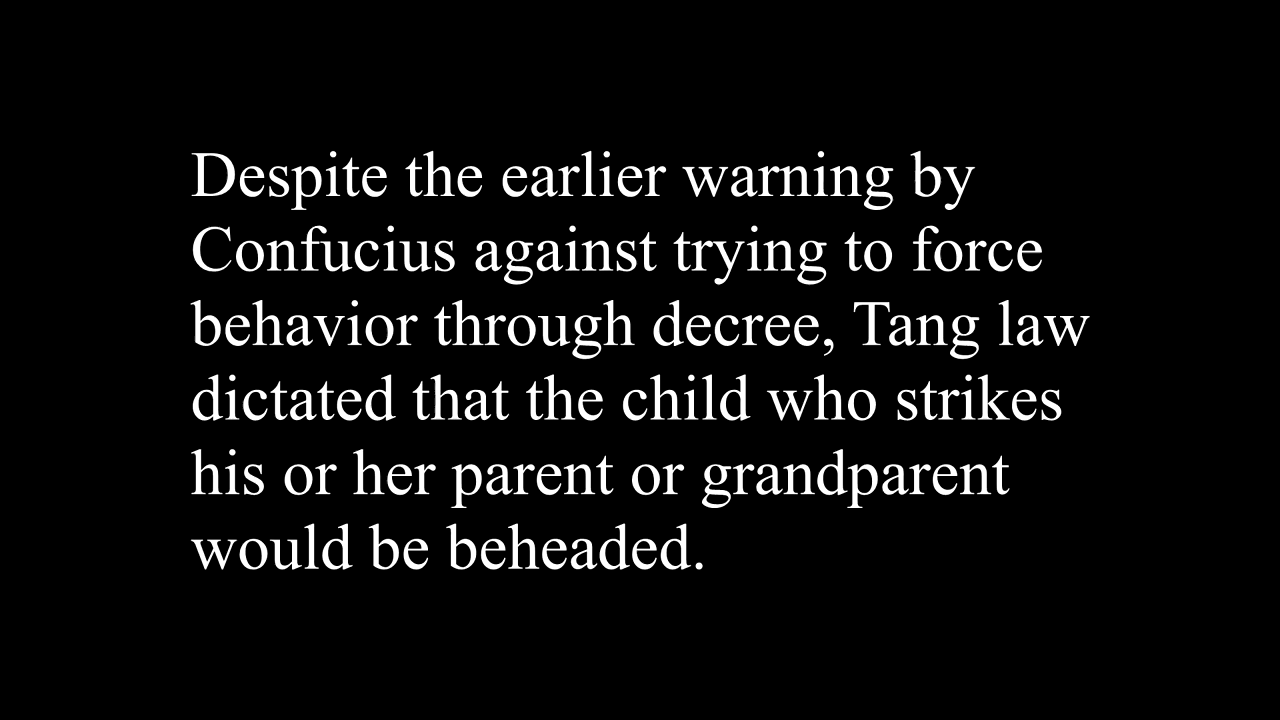 Despite the earlier warning by
Confucius against trying to force
behavior through decree, Tang law
dictated that the child who strikes
his or her parent or grandparent
would be beheaded.